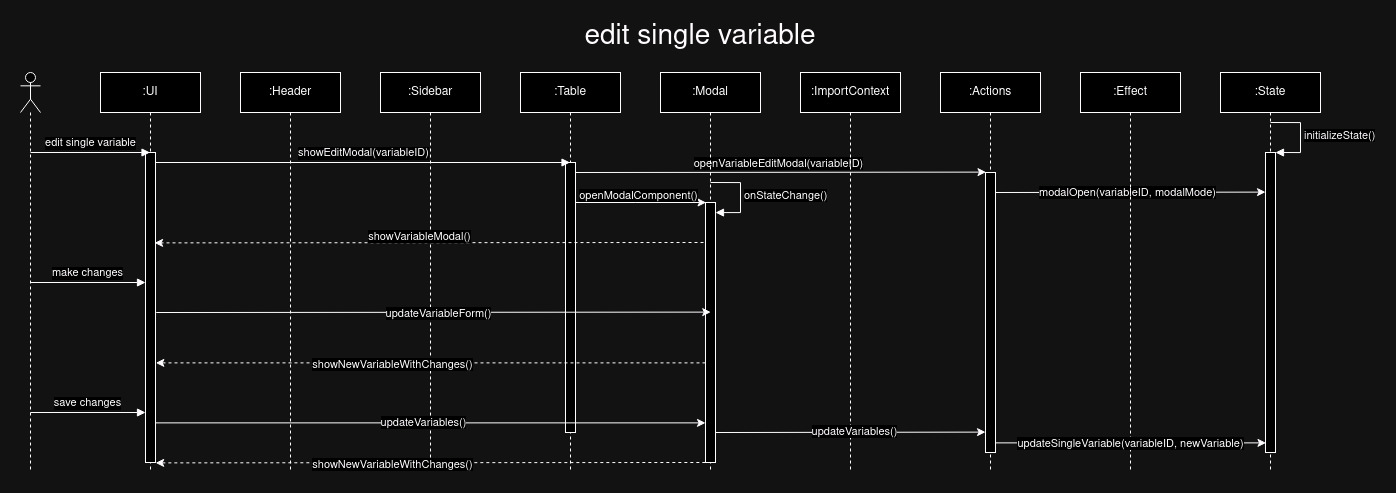 edit single variable
:UI
:Header
:Sidebar
:Table
:Modal
:ImportContext
:Actions
:Effect
:State
initializeState()
edit single variable
showEditModal(variableID)
openVariableEditModal(variableID)
modalOpen(variableID, modalMode)
openModalComponent()
onStateChange()
showVariableModal()
make changes
updateVariableForm()
showNewVariableWithChanges()
save changes
updateVariables()
updateVariables()
updateSingleVariable(variableID, newVariable)
showNewVariableWithChanges()